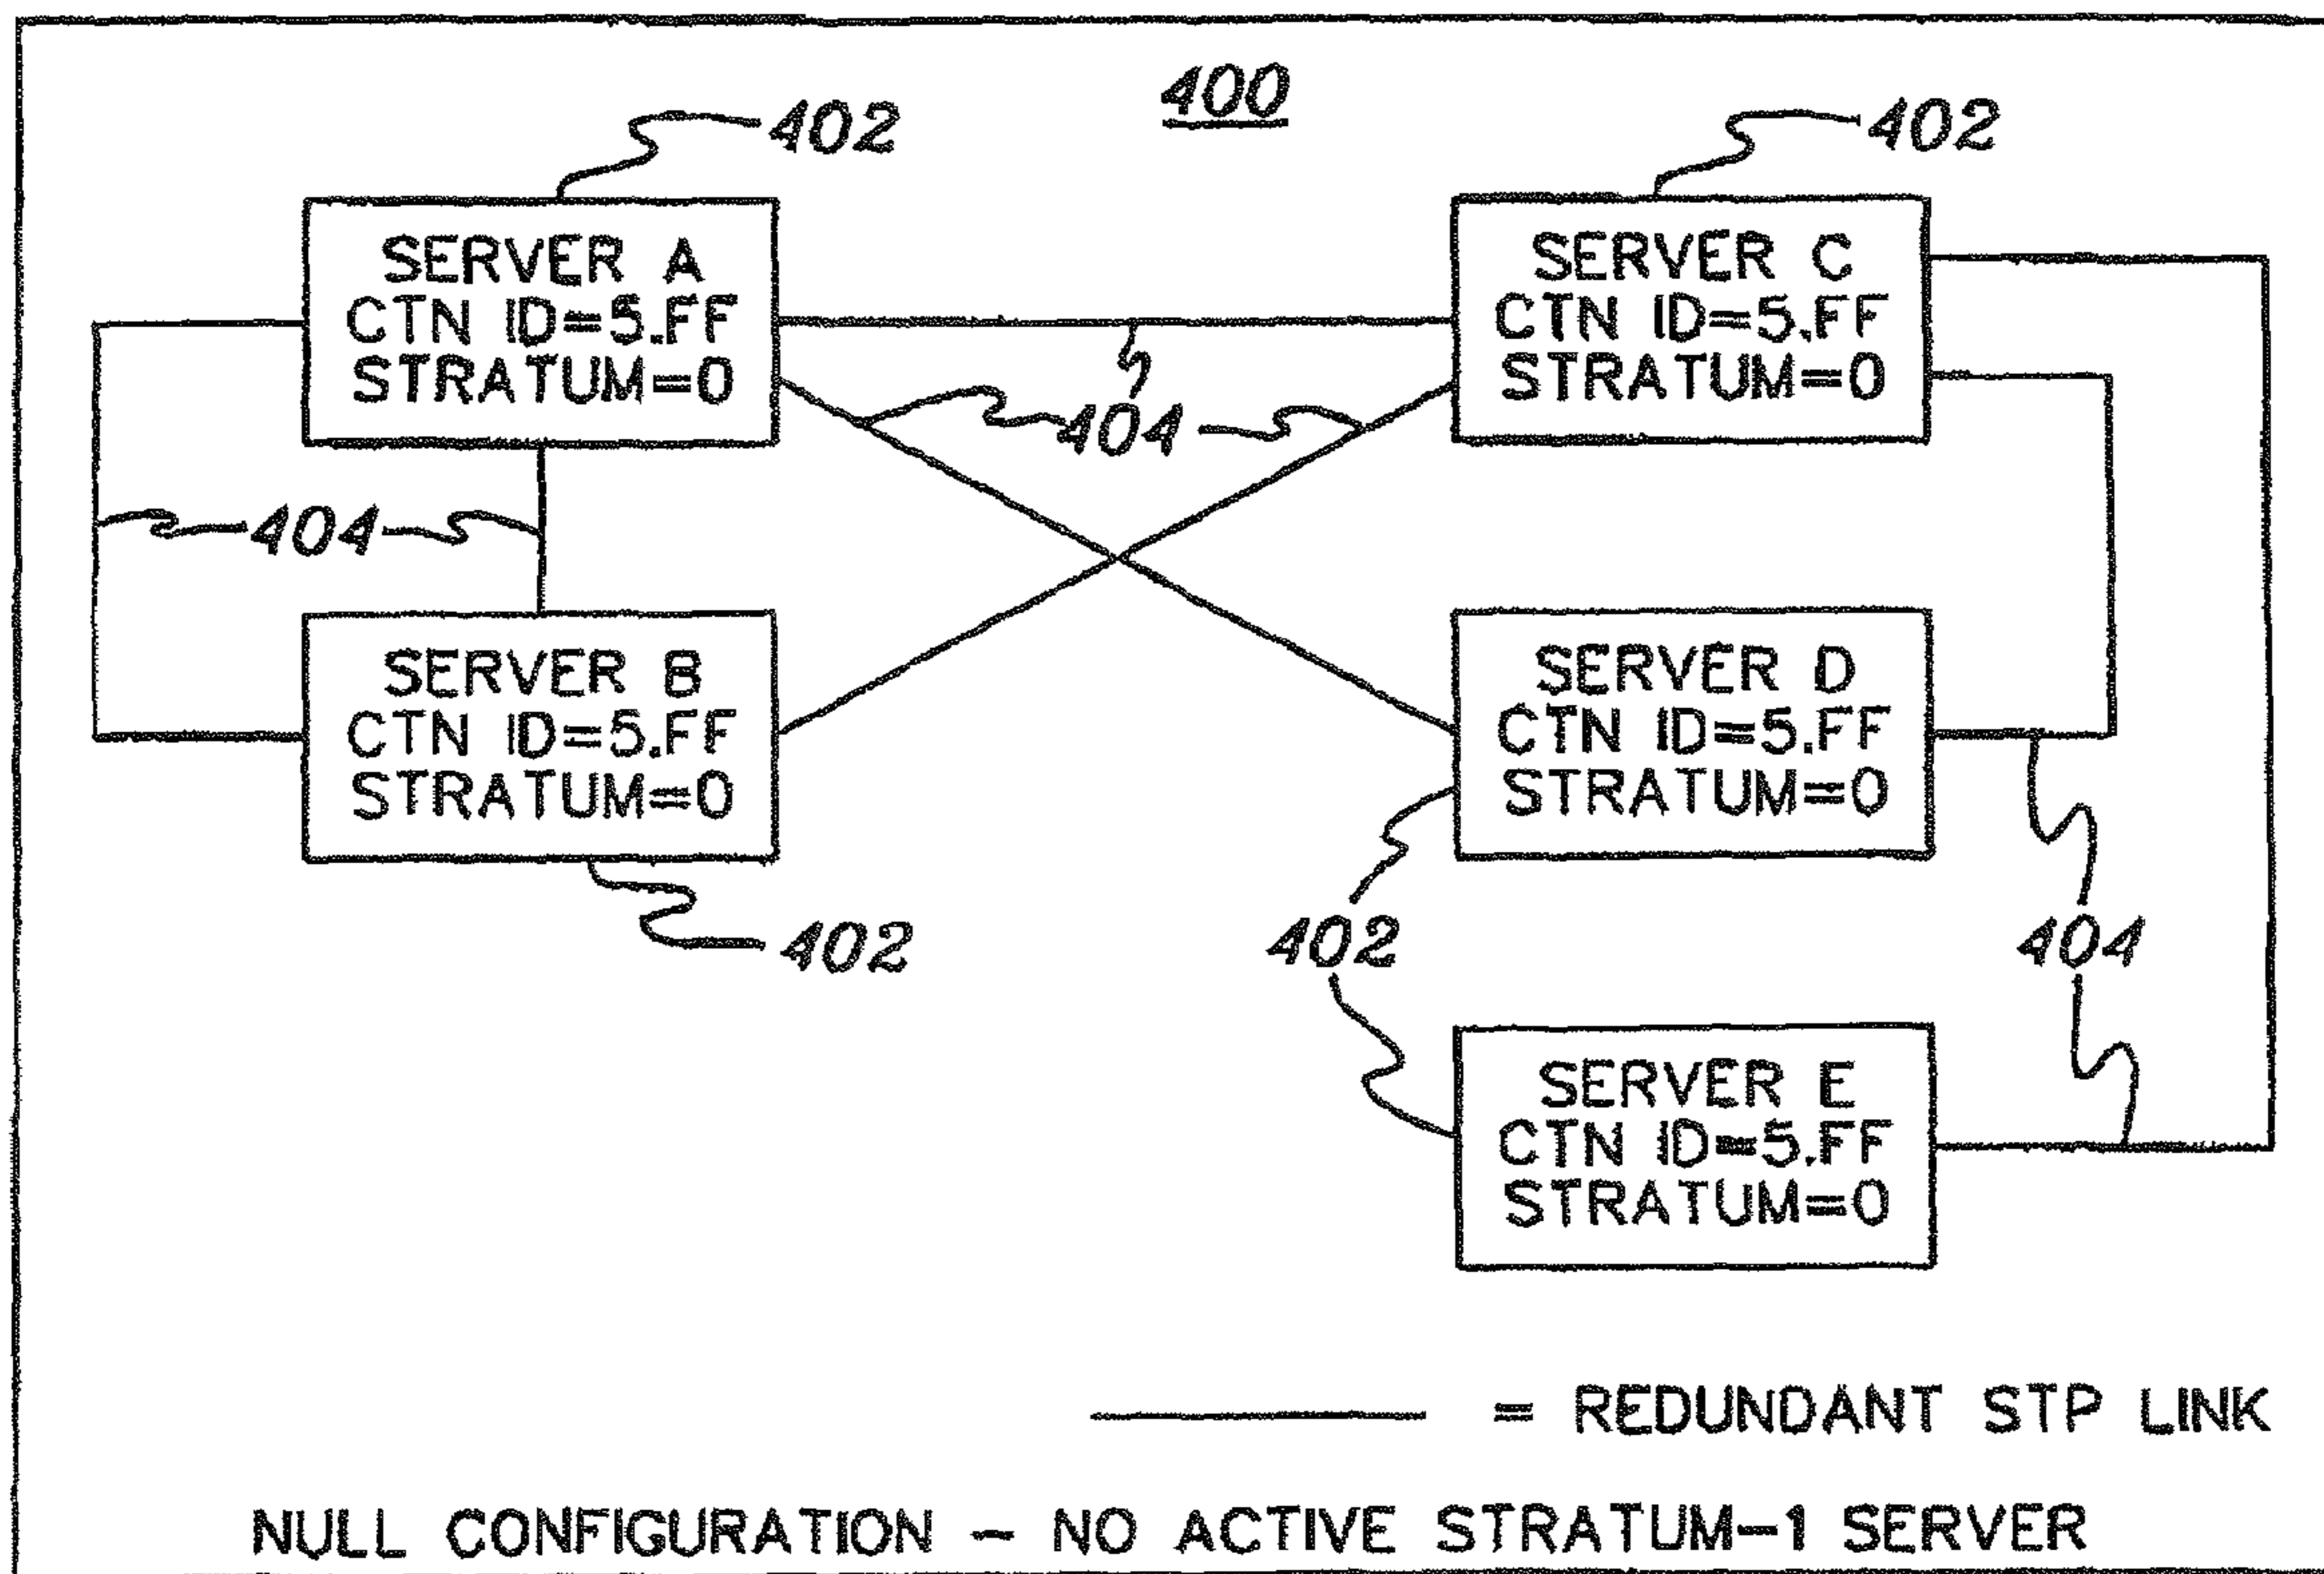 400
402
402
SERVER A
CTN ID=5.FF
STRATUM=0
SERVER C
CTN ID=5.FF
STRATUM=0
404
404
SERVER B
CTN ID=5.FF
STRATUM=0
SERVER D
CTN ID=5.FF
STRATUM=0
402
402
404
SERVER E
CTN ID=5.FF
STRATUM=0
= REDUNDANT STP LINK
NULL CONFIGURATION - NO ACTIVE STRATUM-1 SERVER